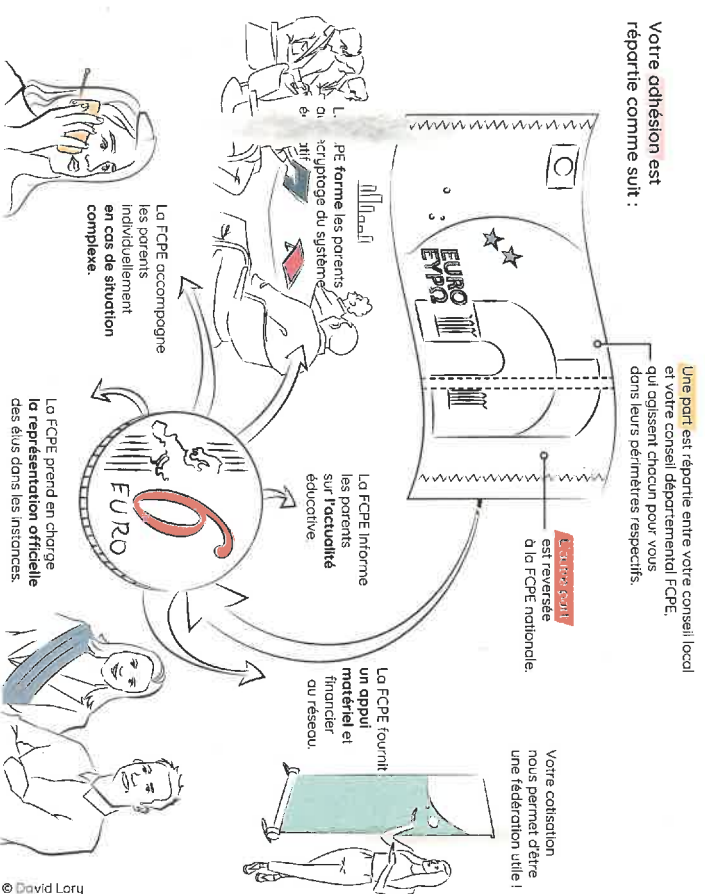 Votre adhésion est
répartie comme suit :
Une part est répartie entre votre conseil local
et votre conseil départemental FCPE,
qui agissent chacun pour vous
dans leurs périmètres respectifs.
EURO
ΕΥΡΩ
L'autre part
est reversée
à la FCPE nationale.
Votre cotisation
nous permet d'être
une fédération utile !
PE forme les parents
cryptage du système
La FCPE informe
les parents
sur l'actualité
éducative.
La FCPE fournit
un appui
matériel et
financier
au réseau.
La FCPE accompagne
les parents
individuellement
en cas de situation
complexe.
6
EURO
La FCPE prend en charge
la représentation officielle
des élus dans les instances.
© David Lory